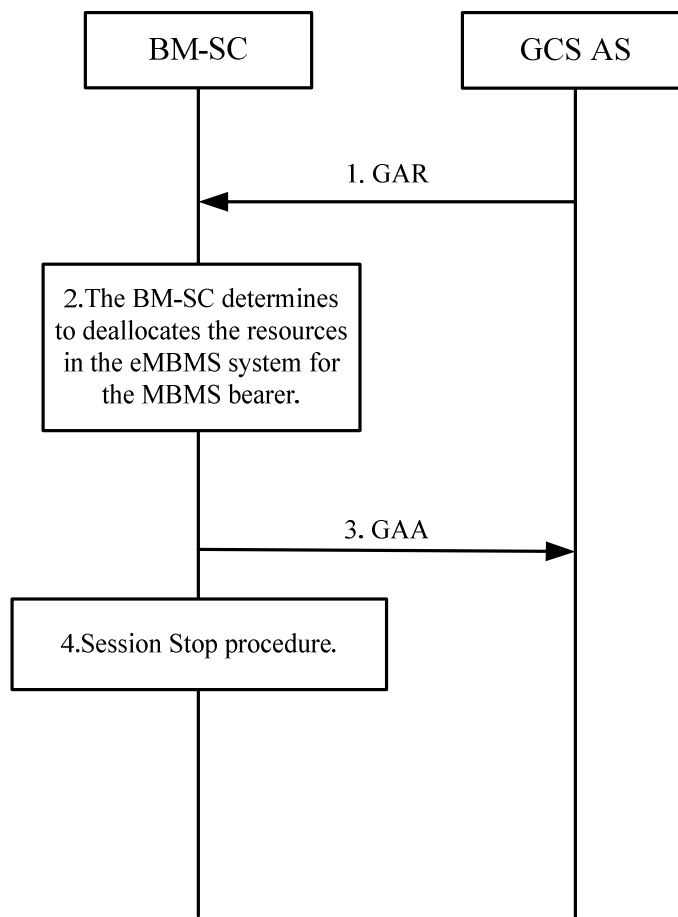 BM-SC
GCS AS
1. GAR
2.The BM-SC determines
to deallocates the resources
in the eMBMS system for
the MBMS bearer.
3. GAA
4.Session Stop procedure.